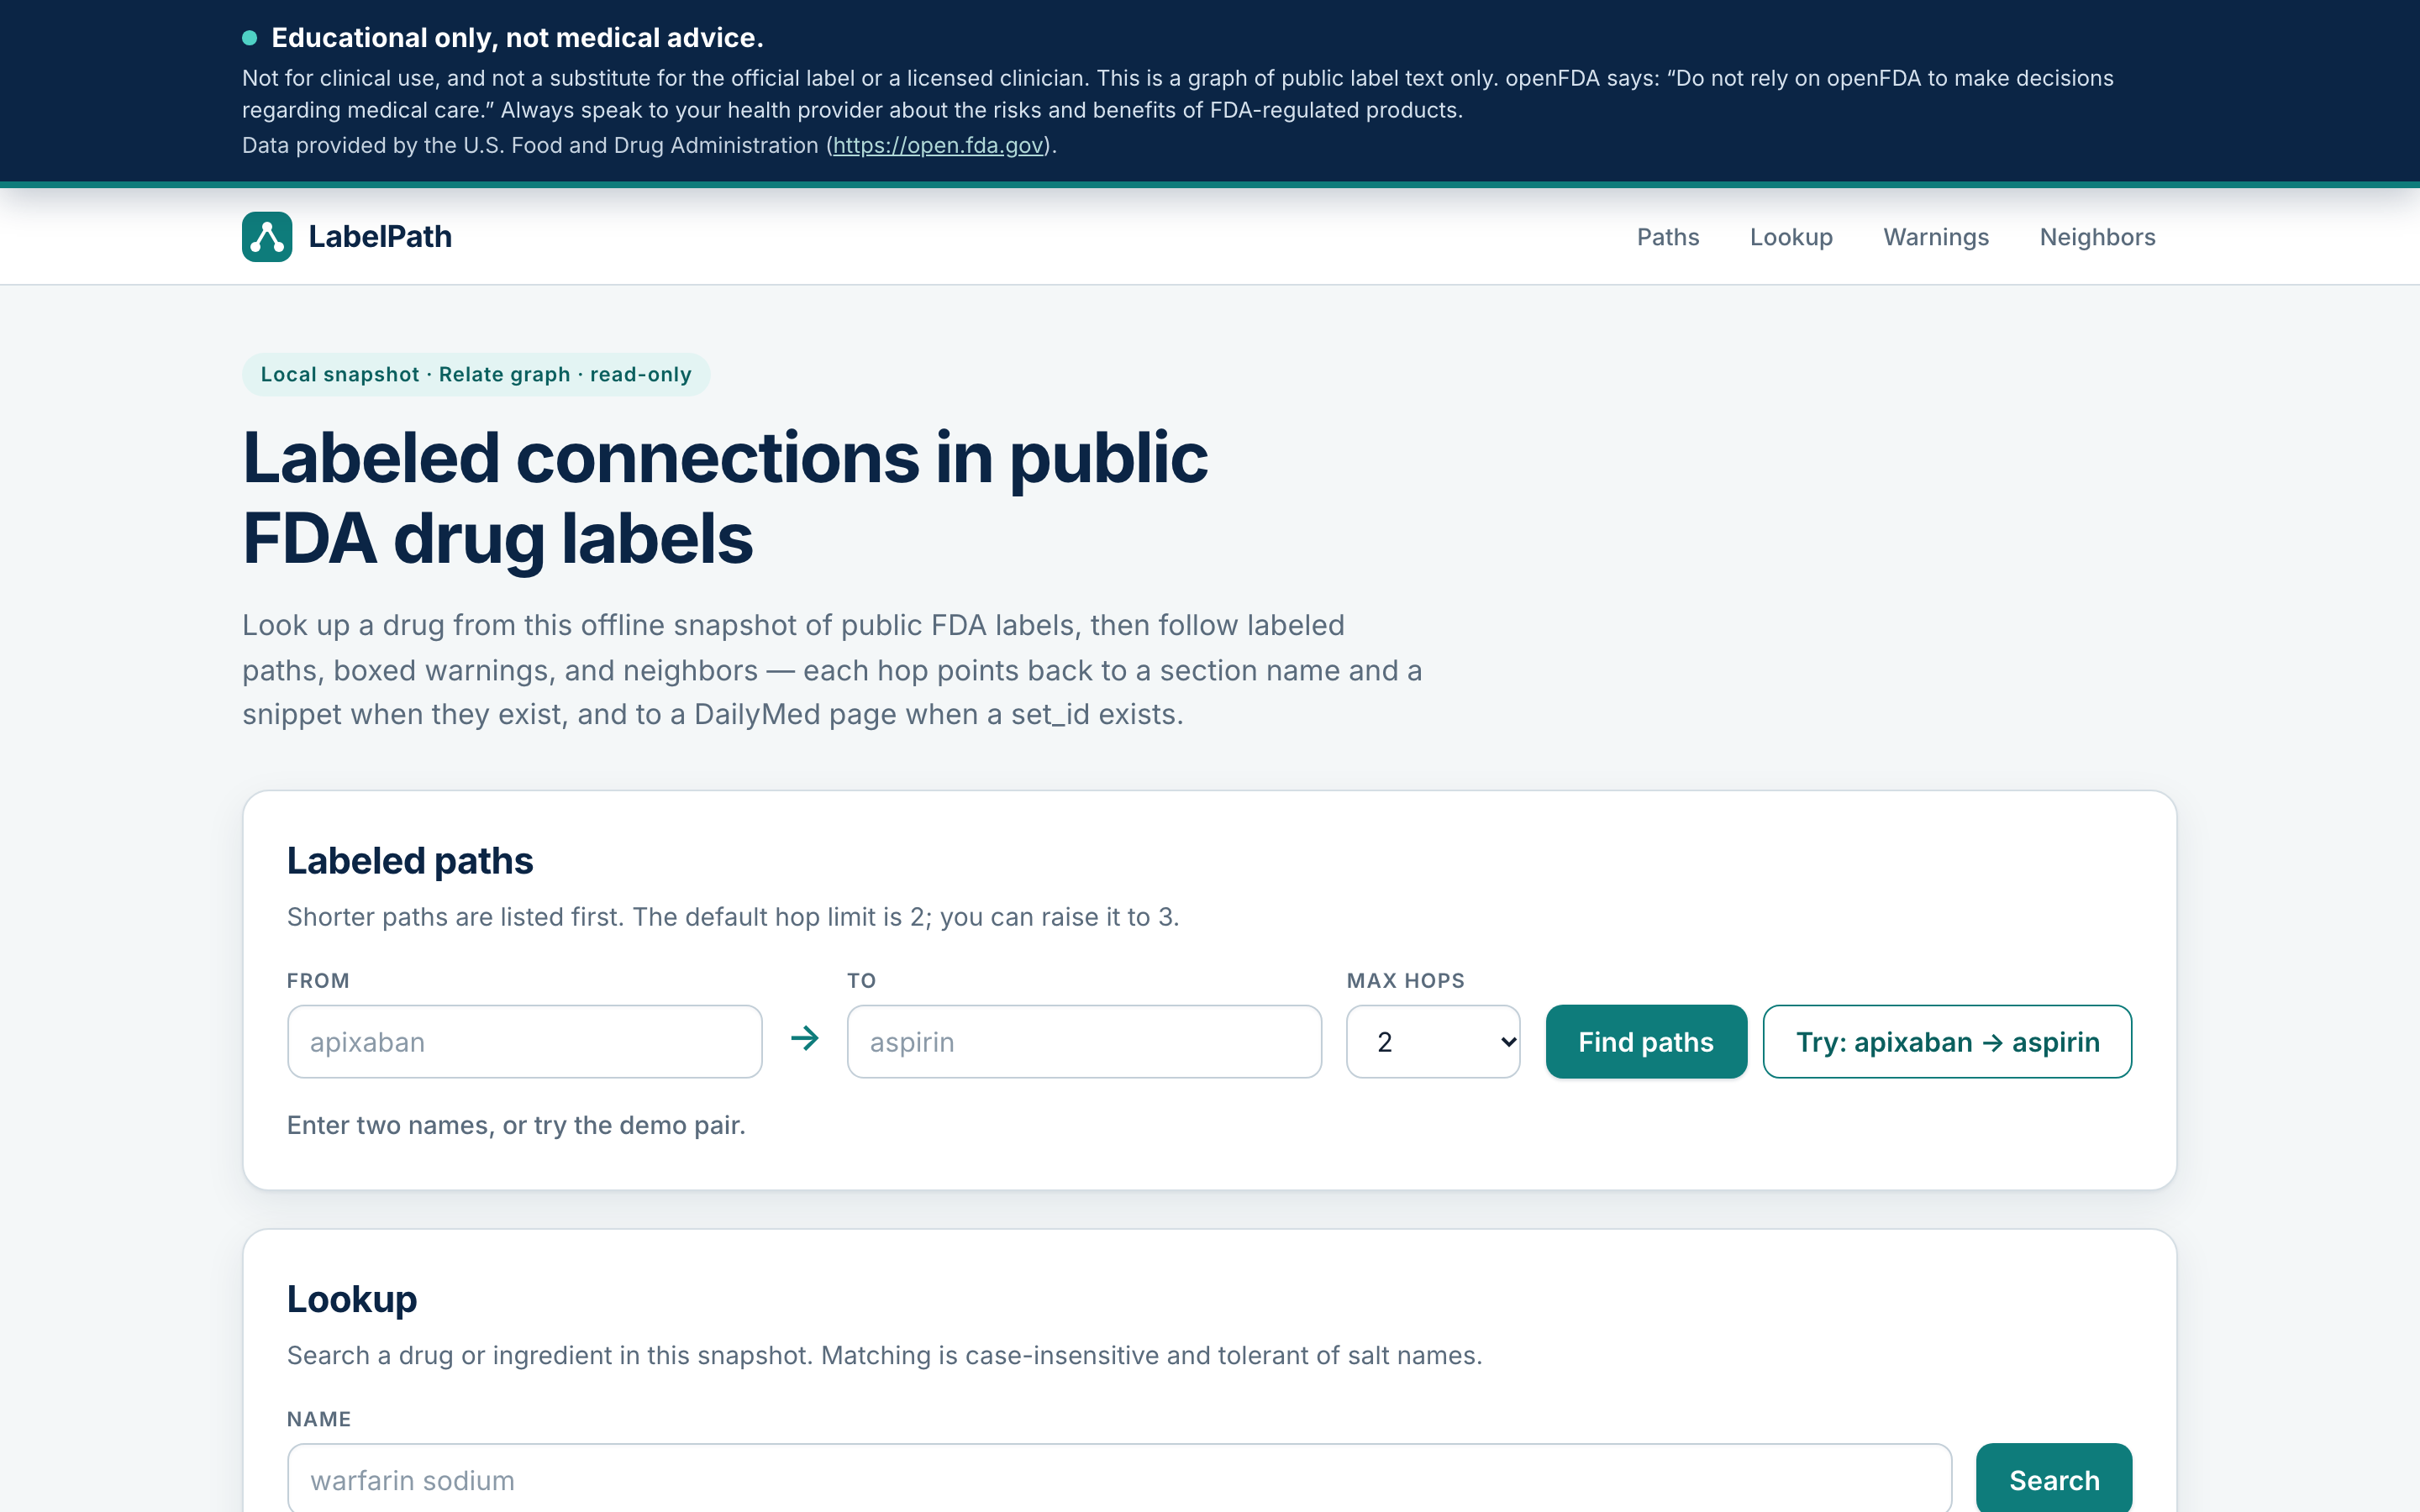 Educational only, not medical advice.
Not for clinical use, and not a substitute for the official label or a licensed clinician. This is a graph of public label text only. openFDA says: “Do not rely on openFDA to make decisions
regarding medical care.” Always speak to your health provider about the risks and benefits of FDA-regulated products.
Data provided by the U.S. Food and Drug Administration (https://open.fda.gov).
LabelPath
Paths Lookup Warnings Neighbors
Local snapshot · Relate graph · read-only
Labeled connections in public
FDA drug labels
Look up a drug from this offline snapshot of public FDA labels, then follow labeled
paths, boxed warnings, and neighbors — each hop points back to a section name and a
snippet when they exist, and to a DailyMed page when a set_id exists.
Labeled paths
Shorter paths are listed first. The default hop limit is 2; you can raise it to 3.
FROM TO MAX HOPS
apixaban → aspirin 2 Find paths Try: apixaban → aspirin
Enter two names, or try the demo pair.
Lookup
Search a drug or ingredient in this snapshot. Matching is case-insensitive and tolerant of salt names.
NAME
warfarin sodium Search